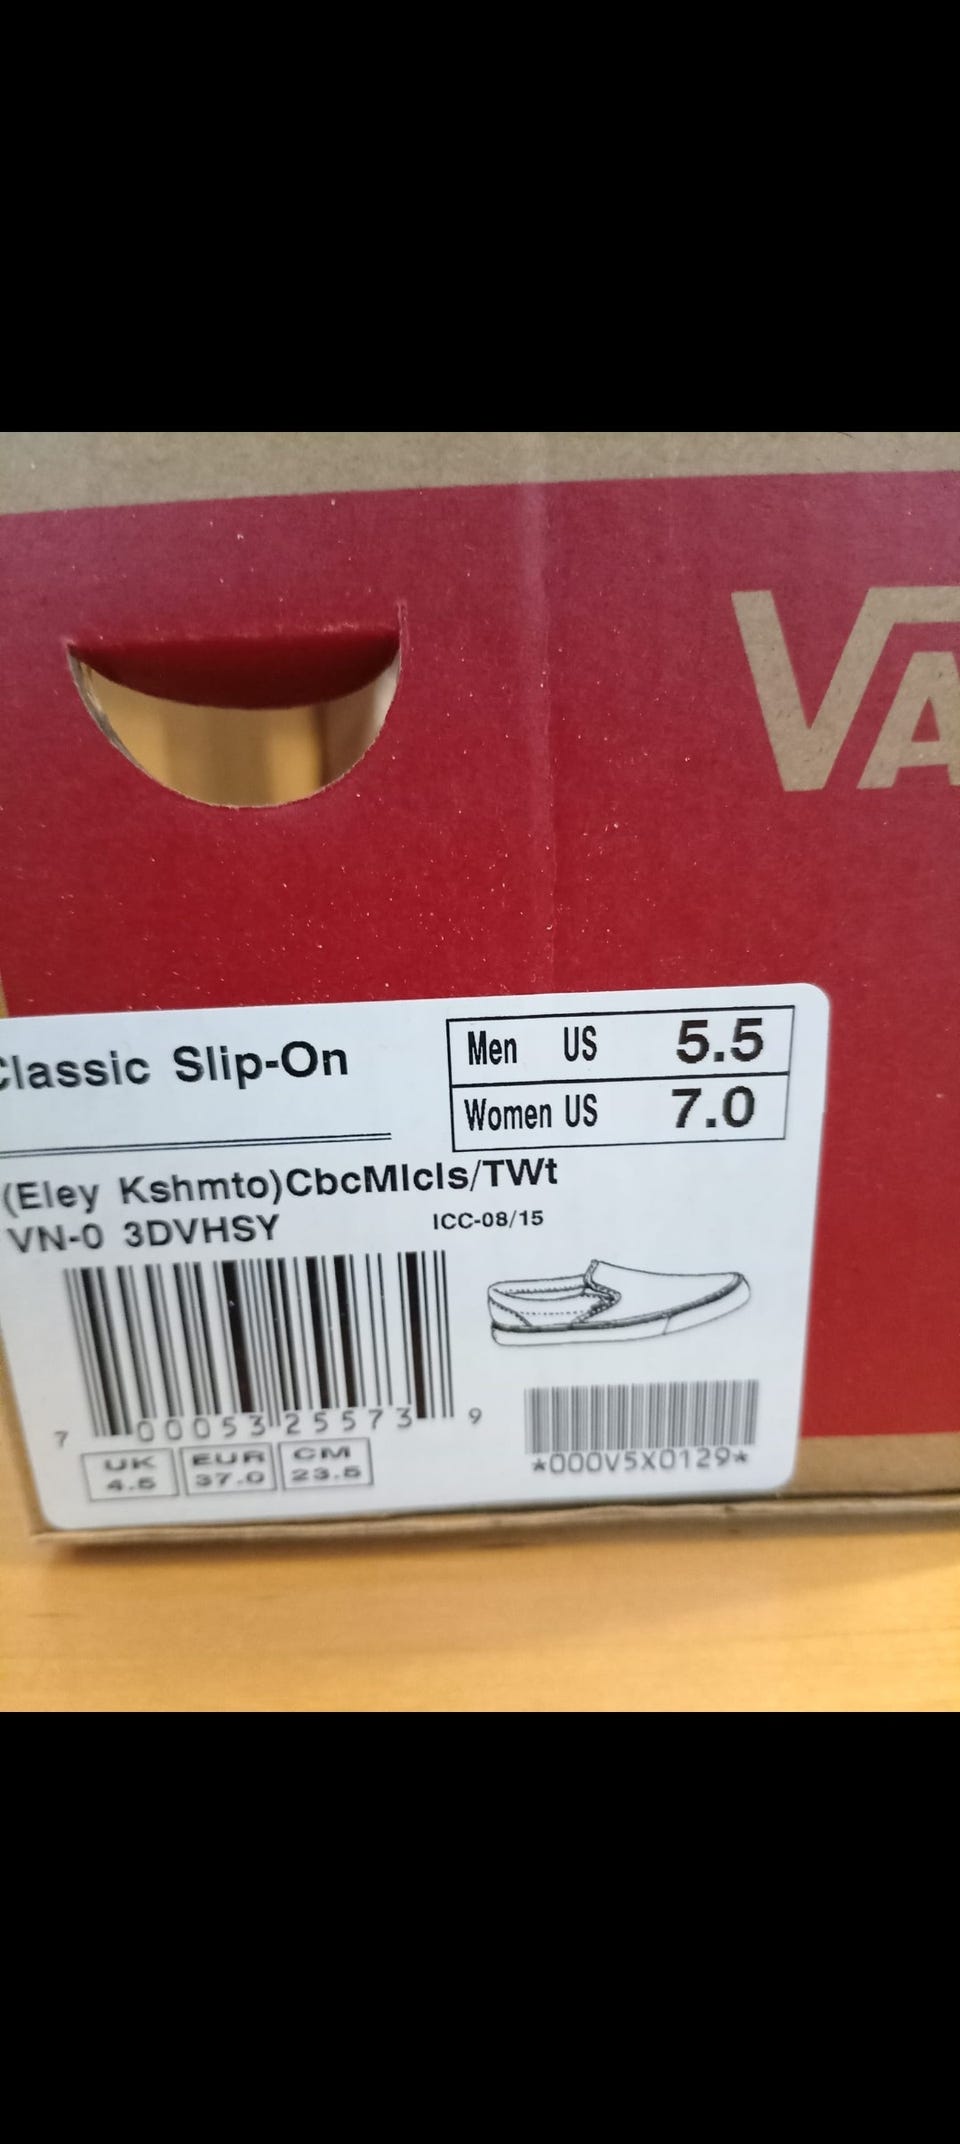 VA
Classic Slip-On
Men US 5.5
Women US 7.0
(Eley Kshmto)CbcMlcls/TWt
VN-0 3DVHSY
ICC-08/15
7 00053 25573 9
UK EUR CM
4.5 37.0 23.5
*000V5X0129*